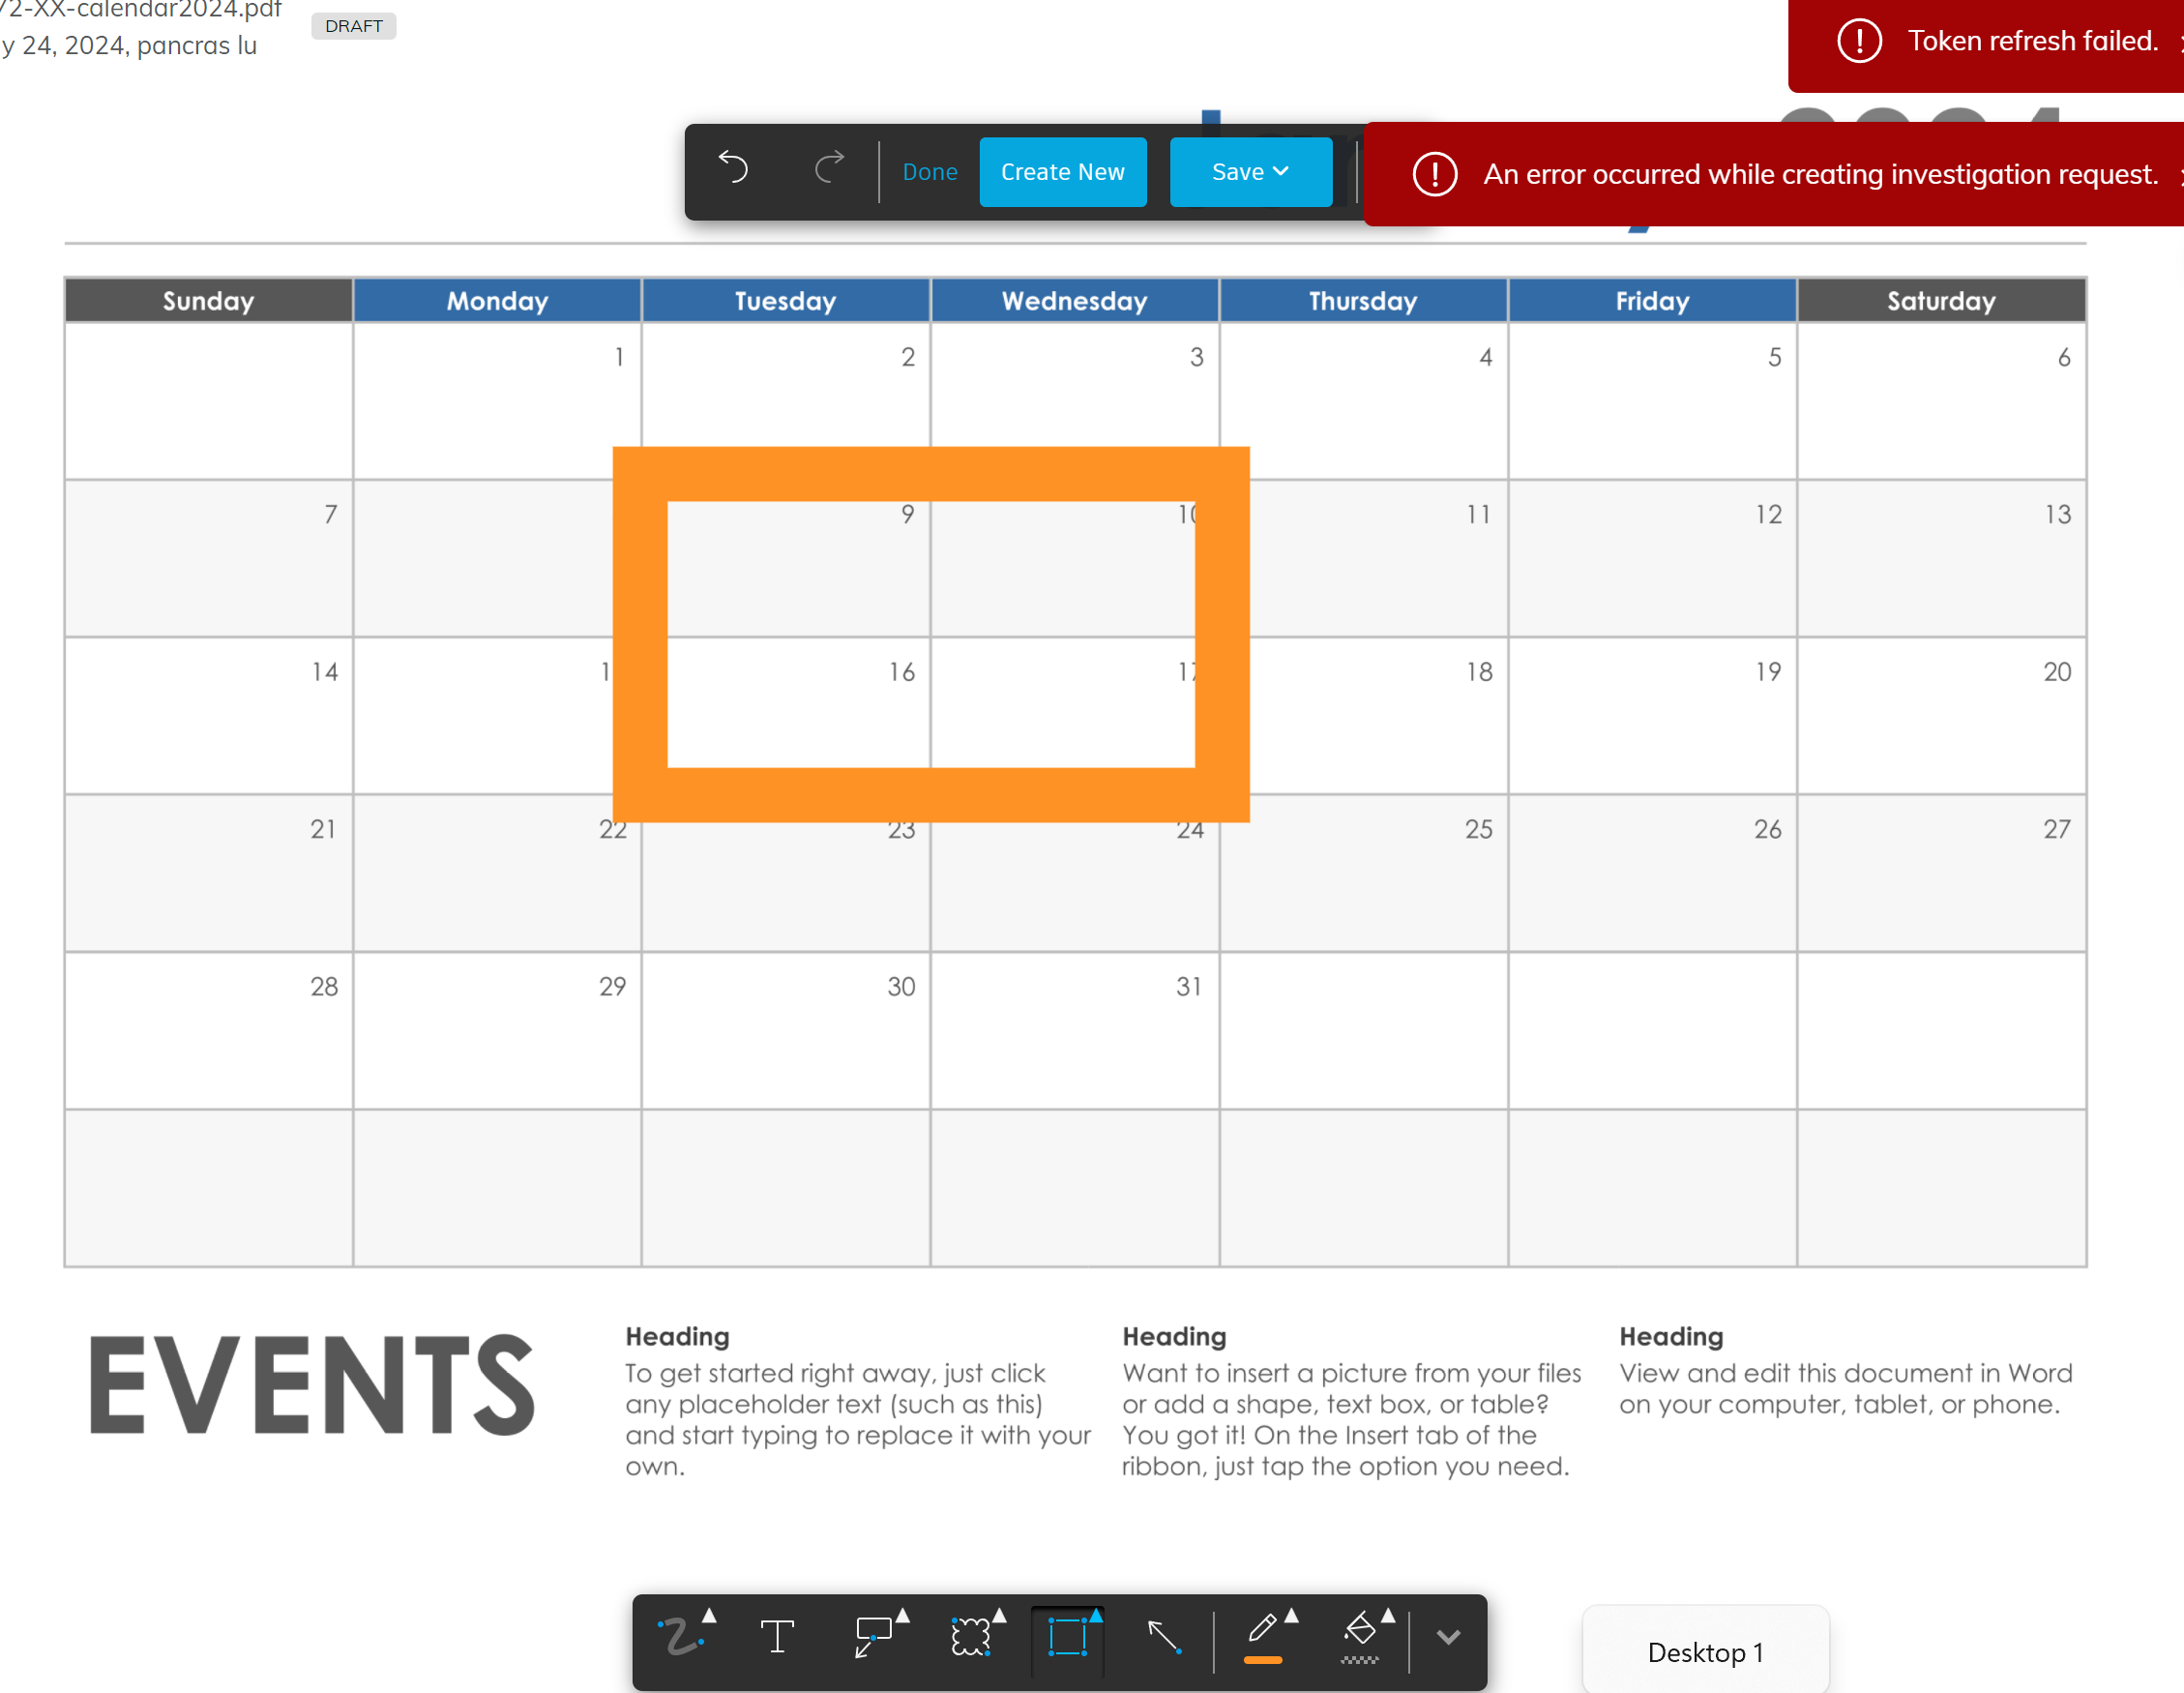 72-XX-calendar2024.pdf
DRAFT
y 24, 2024, pancras lu
Token refresh failed.
Done
Create New
Save
An error occurred while creating investigation request.
Sunday Monday Tuesday Wednesday Thursday Friday Saturday
1 2 3 4 5 6
7 9 10 11 12 13
14 1 16 17 18 19 20
21 22 23 24 25 26 27
28 29 30 31
EVENTS
Heading
To get started right away, just click
any placeholder text (such as this)
and start typing to replace it with your
own.
Heading
Want to insert a picture from your files
or add a shape, text box, or table?
You got it! On the Insert tab of the
ribbon, just tap the option you need.
Heading
View and edit this document in Word
on your computer, tablet, or phone.
T
Desktop 1